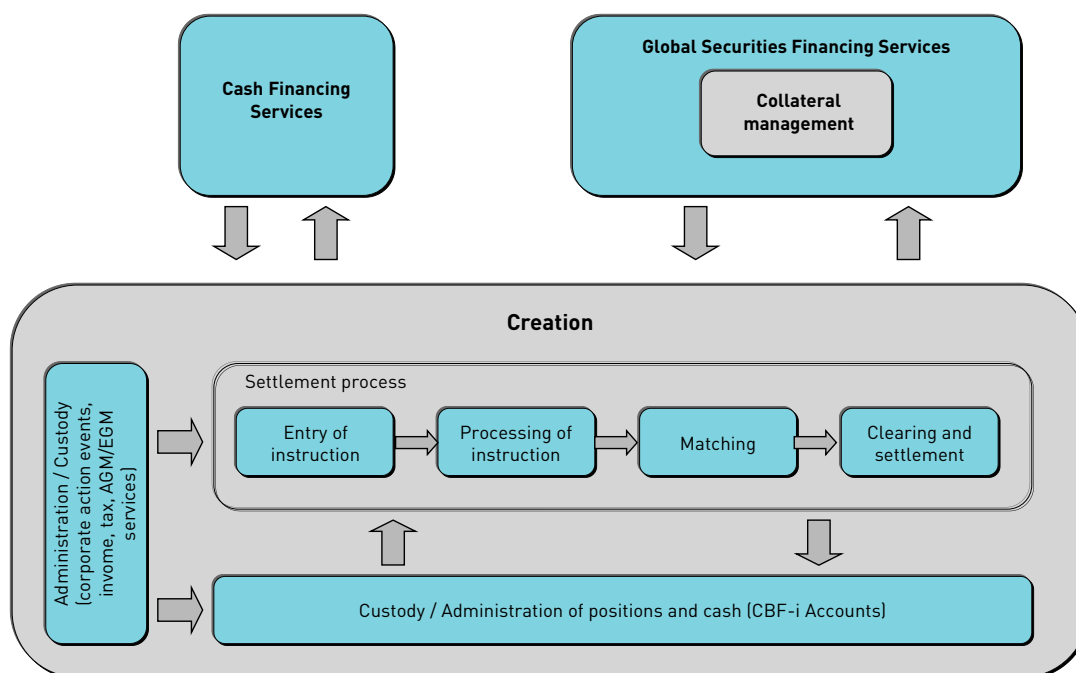 Cash Financing
Services
Global Securities Financing Services
Collateral
management
Creation
Administration / Custody
(corporate action events,
invome, tax, AGM/EGM
services)
Settlement process
Entry of
instruction
Processing of
instruction
Matching
Clearing and
settlement
Custody / Administration of positions and cash (CBF-i Accounts)